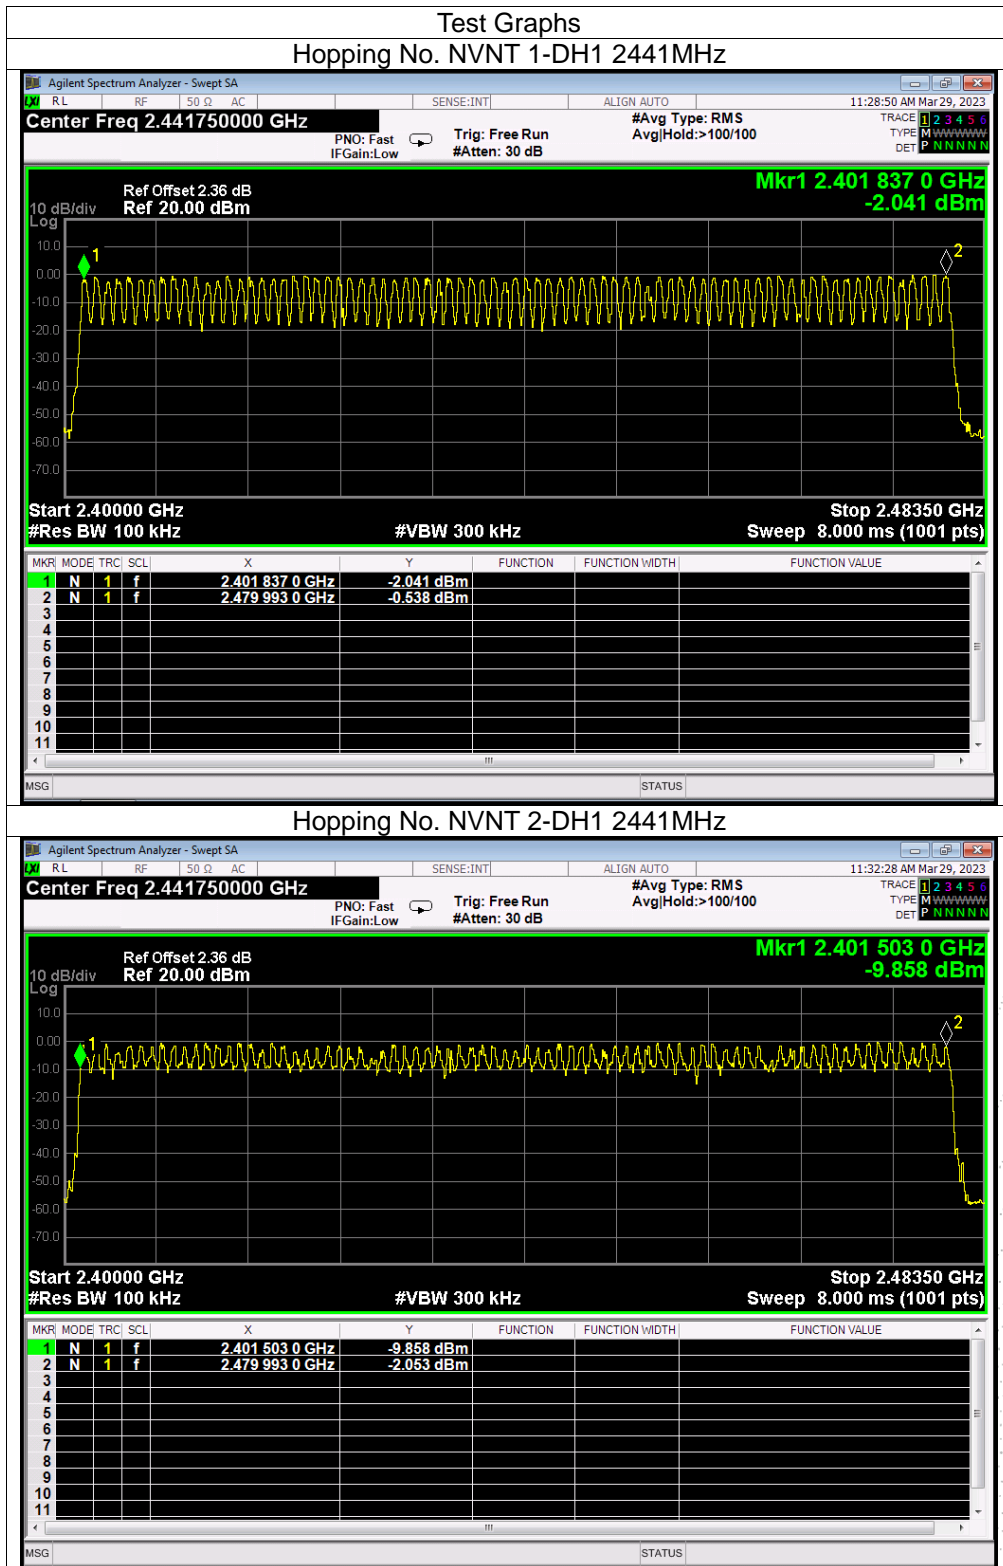 Test Graphs
Hopping No. NVNT 1-DH1 2441MHz
Agilent Spectrum Analyzer - Swept SA
LXI RL RF 50 Ω AC SENSE:INT ALIGN AUTO 11:28:50 AM Mar 29, 2023
Center Freq 2.441750000 GHz #Avg Type: RMS TRACE 1 2 3 4 5 6
PNO: Fast Trig: Free Run Avg|Hold:>100/100 TYPE M WWWWW
IFGain:Low #Atten: 30 dB DET P N N N N N
Mkr1 2.401 837 0 GHz
Ref Offset 2.36 dB
10 dB/div Ref 20.00 dBm -2.041 dBm
Log
10.0
1 2
0.00
-10.0
-20.0
-30.0
-40.0
-50.0
-60.0
-70.0
Start 2.40000 GHz Stop 2.48350 GHz
#Res BW 100 kHz #VBW 300 kHz Sweep 8.000 ms (1001 pts)
MKR MODE TRC SCL X Y FUNCTION FUNCTION WIDTH FUNCTION VALUE
1 N 1 f 2.401 837 0 GHz -2.041 dBm
2 N 1 f 2.479 993 0 GHz -0.538 dBm
3
4
5
6
7
8
9
10
11
MSG STATUS
Hopping No. NVNT 2-DH1 2441MHz
Agilent Spectrum Analyzer - Swept SA
LXI RL RF 50 Ω AC SENSE:INT ALIGN AUTO 11:32:28 AM Mar 29, 2023
Center Freq 2.441750000 GHz #Avg Type: RMS TRACE 1 2 3 4 5 6
PNO: Fast Trig: Free Run Avg|Hold:>100/100 TYPE M WWWWW
IFGain:Low #Atten: 30 dB DET P N N N N N
Mkr1 2.401 503 0 GHz
Ref Offset 2.36 dB
10 dB/div Ref 20.00 dBm -9.858 dBm
Log
10.0
2
0.00
1
-10.0
-20.0
-30.0
-40.0
-50.0
-60.0
-70.0
Start 2.40000 GHz Stop 2.48350 GHz
#Res BW 100 kHz #VBW 300 kHz Sweep 8.000 ms (1001 pts)
MKR MODE TRC SCL X Y FUNCTION FUNCTION WIDTH FUNCTION VALUE
1 N 1 f 2.401 503 0 GHz -9.858 dBm
2 N 1 f 2.479 993 0 GHz -2.053 dBm
3
4
5
6
7
8
9
10
11
MSG STATUS